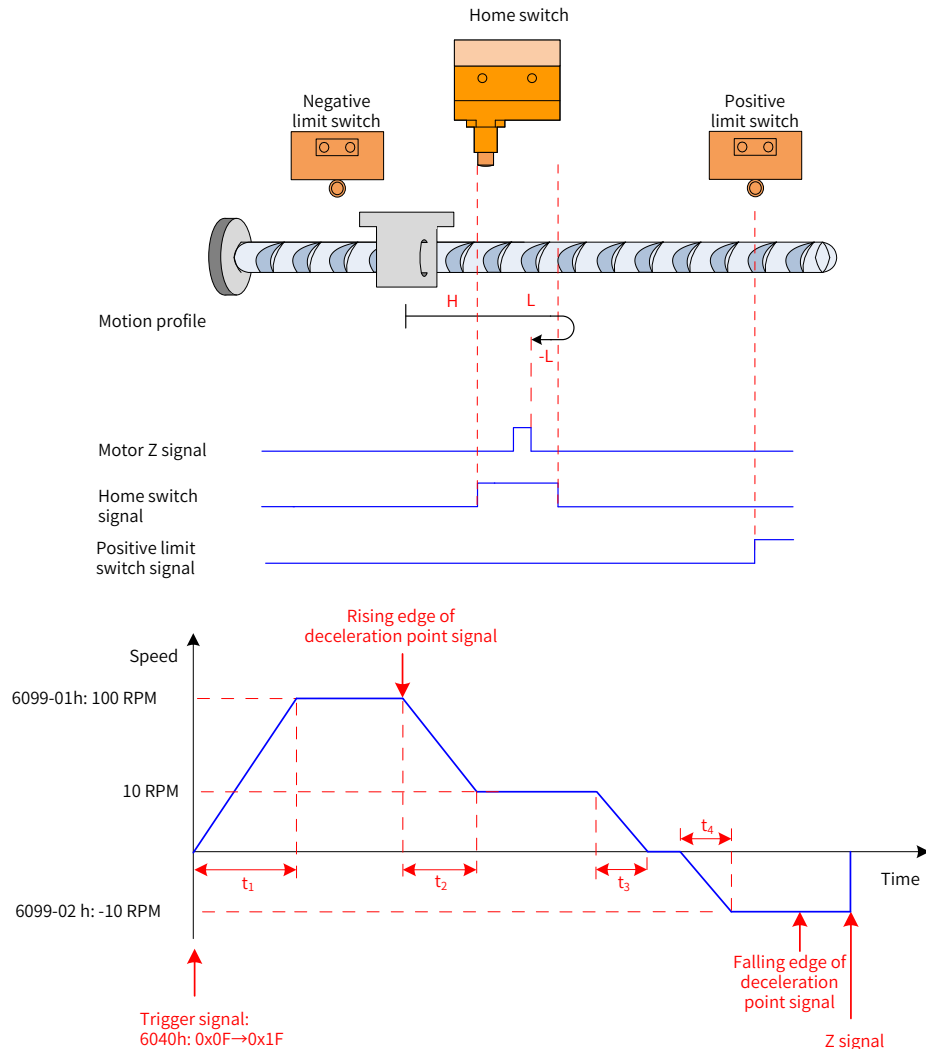 Home switch
Negative
limit switch
Positive
limit switch
H
L
Motion profile
-L
Motor Z signal
Home switch
signal
Positive limit
switch signal
Rising edge of
deceleration point signal
Speed
6099-01h: 100 RPM
10 RPM
t4
t1
t2
t3
Time
6099-02 h: -10 RPM
Falling edge of
deceleration
point signal
Trigger signal:
6040h: 0x0F→0x1F
Z signal